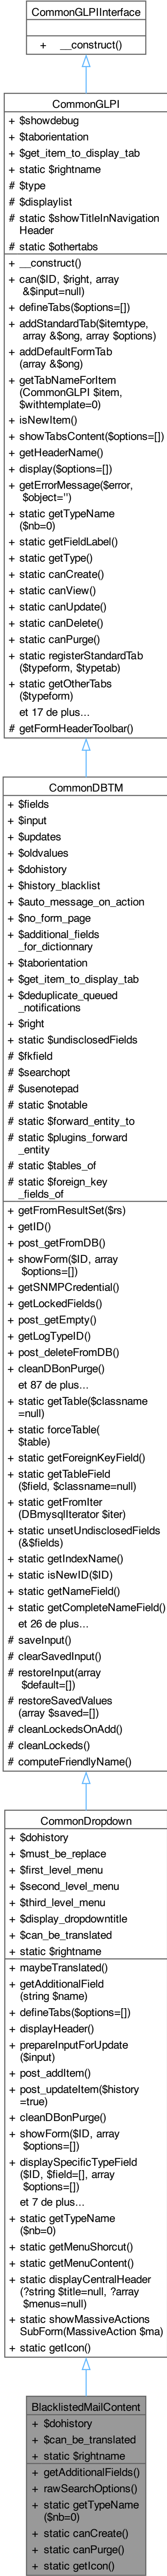 CommonGLPIInterface
+ __construct()
CommonGLPI
+ $showdebug
+ $taborientation
+ $get_item_to_display_tab
+ static $rightname
# $type
# $displaylist
# static $showTitleInNavigation
Header
# static $othertabs
+ __construct()
+ can($ID, $right, array
&$input=null)
+ defineTabs($options=[])
+ addStandardTab($itemtype,
array &$ong, array $options)
+ addDefaultFormTab
(array &$ong)
+ getTabNameForItem
(CommonGLPI $item,
$withtemplate=0)
+ isNewItem()
+ showTabsContent($options=[])
+ getHeaderName()
+ display($options=[])
+ getErrorMessage($error,
$object='')
+ static getTypeName
($nb=0)
+ static getFieldLabel()
+ static getType()
+ static canCreate()
+ static canView()
+ static canUpdate()
+ static canDelete()
+ static canPurge()
+ static registerStandardTab
($typeform, $typetab)
+ static getOtherTabs
($typeform)
et 17 de plus...
# getFormHeaderToolbar()
CommonDBTM
+ $fields
+ $input
+ $updates
+ $oldvalues
+ $dohistory
+ $history_blacklist
+ $auto_message_on_action
+ $no_form_page
+ $additional_fields
_for_dictionnary
+ $taborientation
+ $get_item_to_display_tab
+ $deduplicate_queued
_notifications
+ $right
+ static $undisclosedFields
# $fkfield
# $searchopt
# $usenotepad
# static $notable
# static $forward_entity_to
# static $plugins_forward
_entity
# static $tables_of
# static $foreign_key
_fields_of
+ getFromResultSet($rs)
+ getID()
+ post_getFromDB()
+ showForm($ID, array
$options=[])
+ getSNMPCredential()
+ getLockedFields()
+ post_getEmpty()
+ getLogTypeID()
+ post_deleteFromDB()
+ cleanDBonPurge()
et 87 de plus...
+ static getTable($classname
=null)
+ static forceTable(
$table)
+ static getForeignKeyField()
+ static getTableField
($field, $classname=null)
+ static getFromIter
(DBmysqlIterator $iter)
+ static unsetUndisclosedFields
(&$fields)
+ static getIndexName()
+ static isNewID($ID)
+ static getNameField()
+ static getCompleteNameField()
et 26 de plus...
# saveInput()
# clearSavedInput()
# restoreInput(array
$default=[])
# restoreSavedValues
(array $saved=[])
# cleanLockedsOnAdd()
# cleanLockeds()
# computeFriendlyName()
CommonDropdown
+ $dohistory
+ $must_be_replace
+ $first_level_menu
+ $second_level_menu
+ $third_level_menu
+ $display_dropdowntitle
+ $can_be_translated
+ static $rightname
+ maybeTranslated()
+ getAdditionalField
(string $name)
+ defineTabs($options=[])
+ displayHeader()
+ prepareInputForUpdate
($input)
+ post_addItem()
+ post_updateItem($history
=true)
+ cleanDBonPurge()
+ showForm($ID, array
$options=[])
+ displaySpecificTypeField
($ID, $field=[], array
$options=[])
et 7 de plus...
+ static getTypeName
($nb=0)
+ static getMenuShorcut()
+ static getMenuContent()
+ static displayCentralHeader
(?string $title=null, ?array
$menus=null)
+ static showMassiveActions
SubForm(MassiveAction $ma)
+ static getIcon()
BlacklistedMailContent
+ $dohistory
+ $can_be_translated
+ static $rightname
+ getAdditionalFields()
+ rawSearchOptions()
+ static getTypeName
($nb=0)
+ static canCreate()
+ static canPurge()
+ static getIcon()